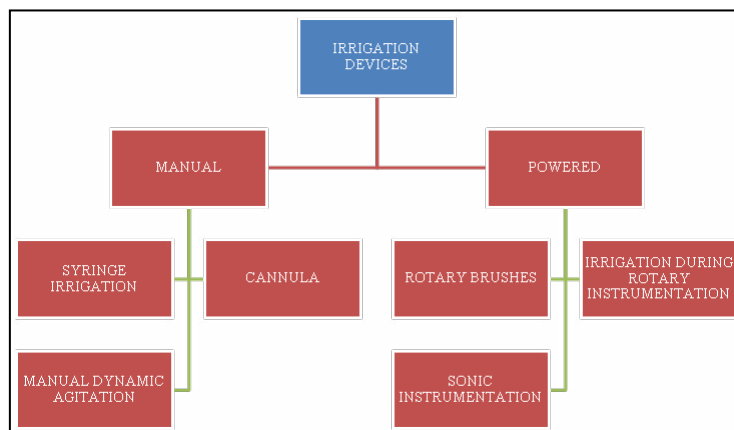 IRRIGATION
DEVICES
MANUAL
POWERED
SYRINGE
IRRIGATION
CANNULA
ROTARY BRUSHES
IRRIGATION DURING
ROTARY
INSTRUMENTATION
MANUAL DYNAMIC
AGITATION
SONIC
INSTRUMENTATION